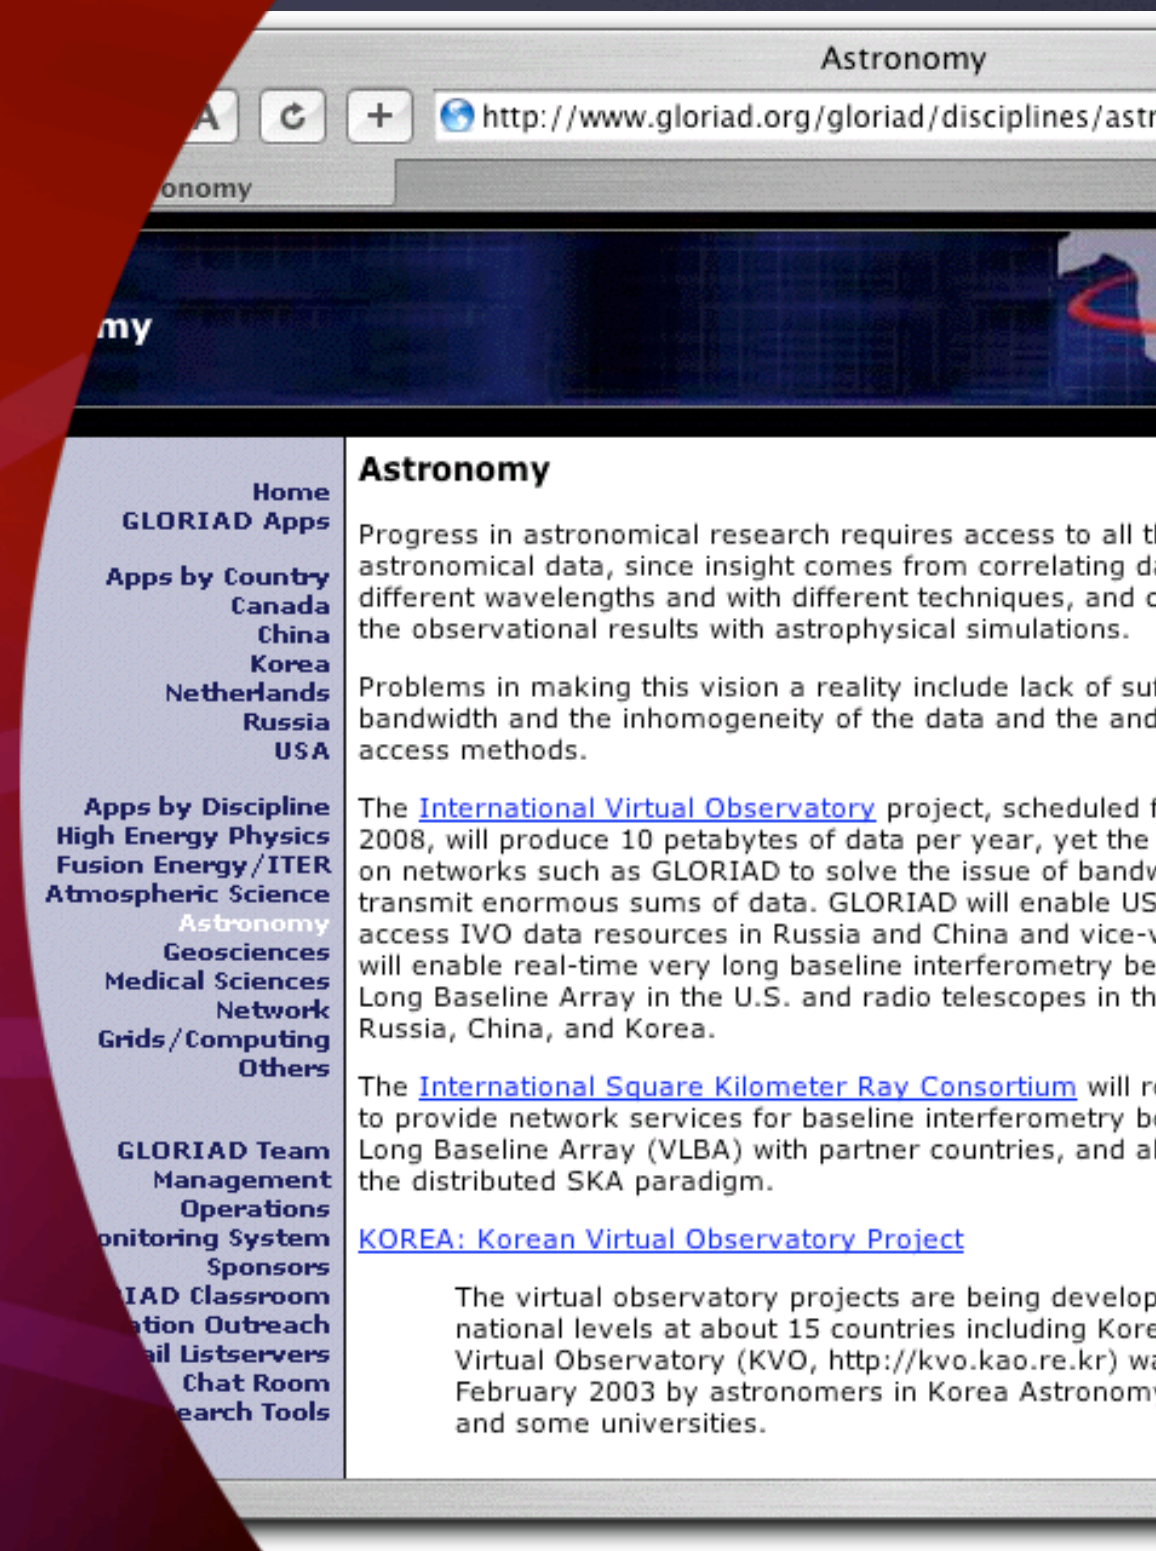 Astronomy
A
http://www.gloriad.org/gloriad/disciplines/astr
onomy
my
Home
GLORIAD Apps
Apps by Country
Canada
China
Korea
Netherlands
Russia
USA
Apps by Discipline
High Energy Physics
Fusion Energy/ITER
Atmospheric Science
Astronomy
Geosciences
Medical Sciences
Network
Grids/Computing
Others
GLORIAD Team
Management
Operations
onitoring System
Sponsors
IAD Classroom
ation Outreach
ail Listservers
Chat Room
earch Tools
Astronomy
Progress in astronomical research requires access to all t
astronomical data, since insight comes from correlating da
different wavelengths and with different techniques, and c
the observational results with astrophysical simulations.
Problems in making this vision a reality include lack of suf
bandwidth and the inhomogeneity of the data and the and
access methods.
The International Virtual Observatory project, scheduled f
2008, will produce 10 petabytes of data per year, yet the
on networks such as GLORIAD to solve the issue of bandw
transmit enormous sums of data. GLORIAD will enable US
access IVO data resources in Russia and China and vice-v
will enable real-time very long baseline interferometry be
Long Baseline Array in the U.S. and radio telescopes in th
Russia, China, and Korea.
The International Square Kilometer Ray Consortium will re
to provide network services for baseline interferometry be
Long Baseline Array (VLBA) with partner countries, and al
the distributed SKA paradigm.
KOREA: Korean Virtual Observatory Project
The virtual observatory projects are being develop
national levels at about 15 countries including Kore
Virtual Observatory (KVO, http://kvo.kao.re.kr) wa
February 2003 by astronomers in Korea Astronomy
and some universities.